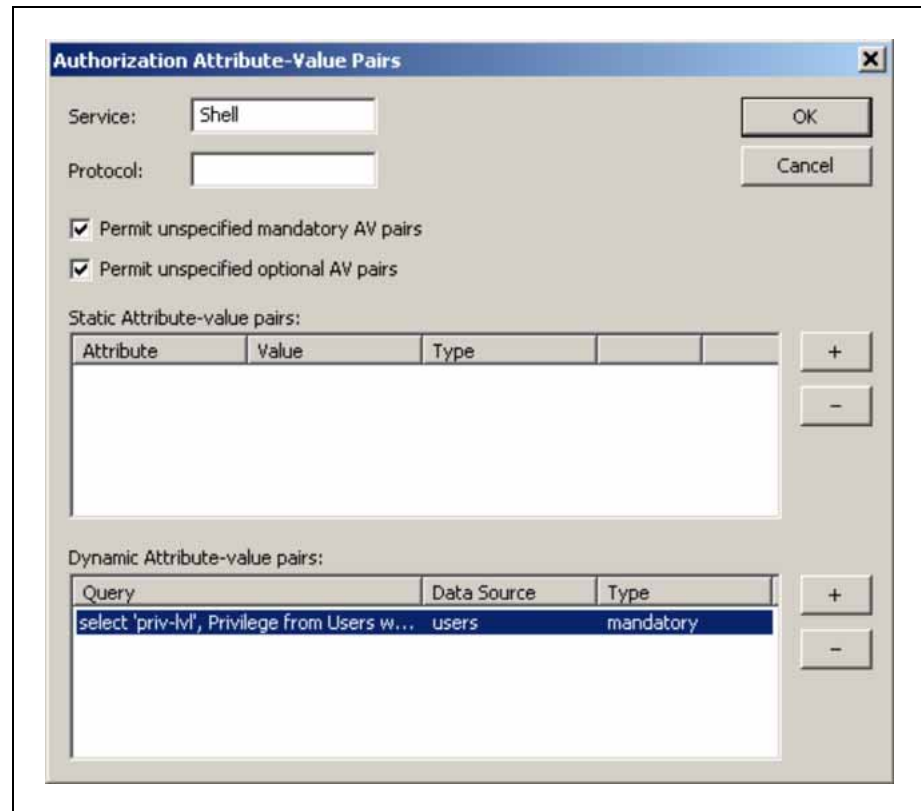 Authorization Attribute-Value Pairs
Service: Shell OK
Protocol: Cancel
Permit unspecified mandatory AV pairs
Permit unspecified optional AV pairs
Static Attribute-value pairs:
Attribute Value Type +
-
Dynamic Attribute-value pairs:
Query Data Source Type +
select 'priv-lvl', Privilege from Users w... users mandatory
-